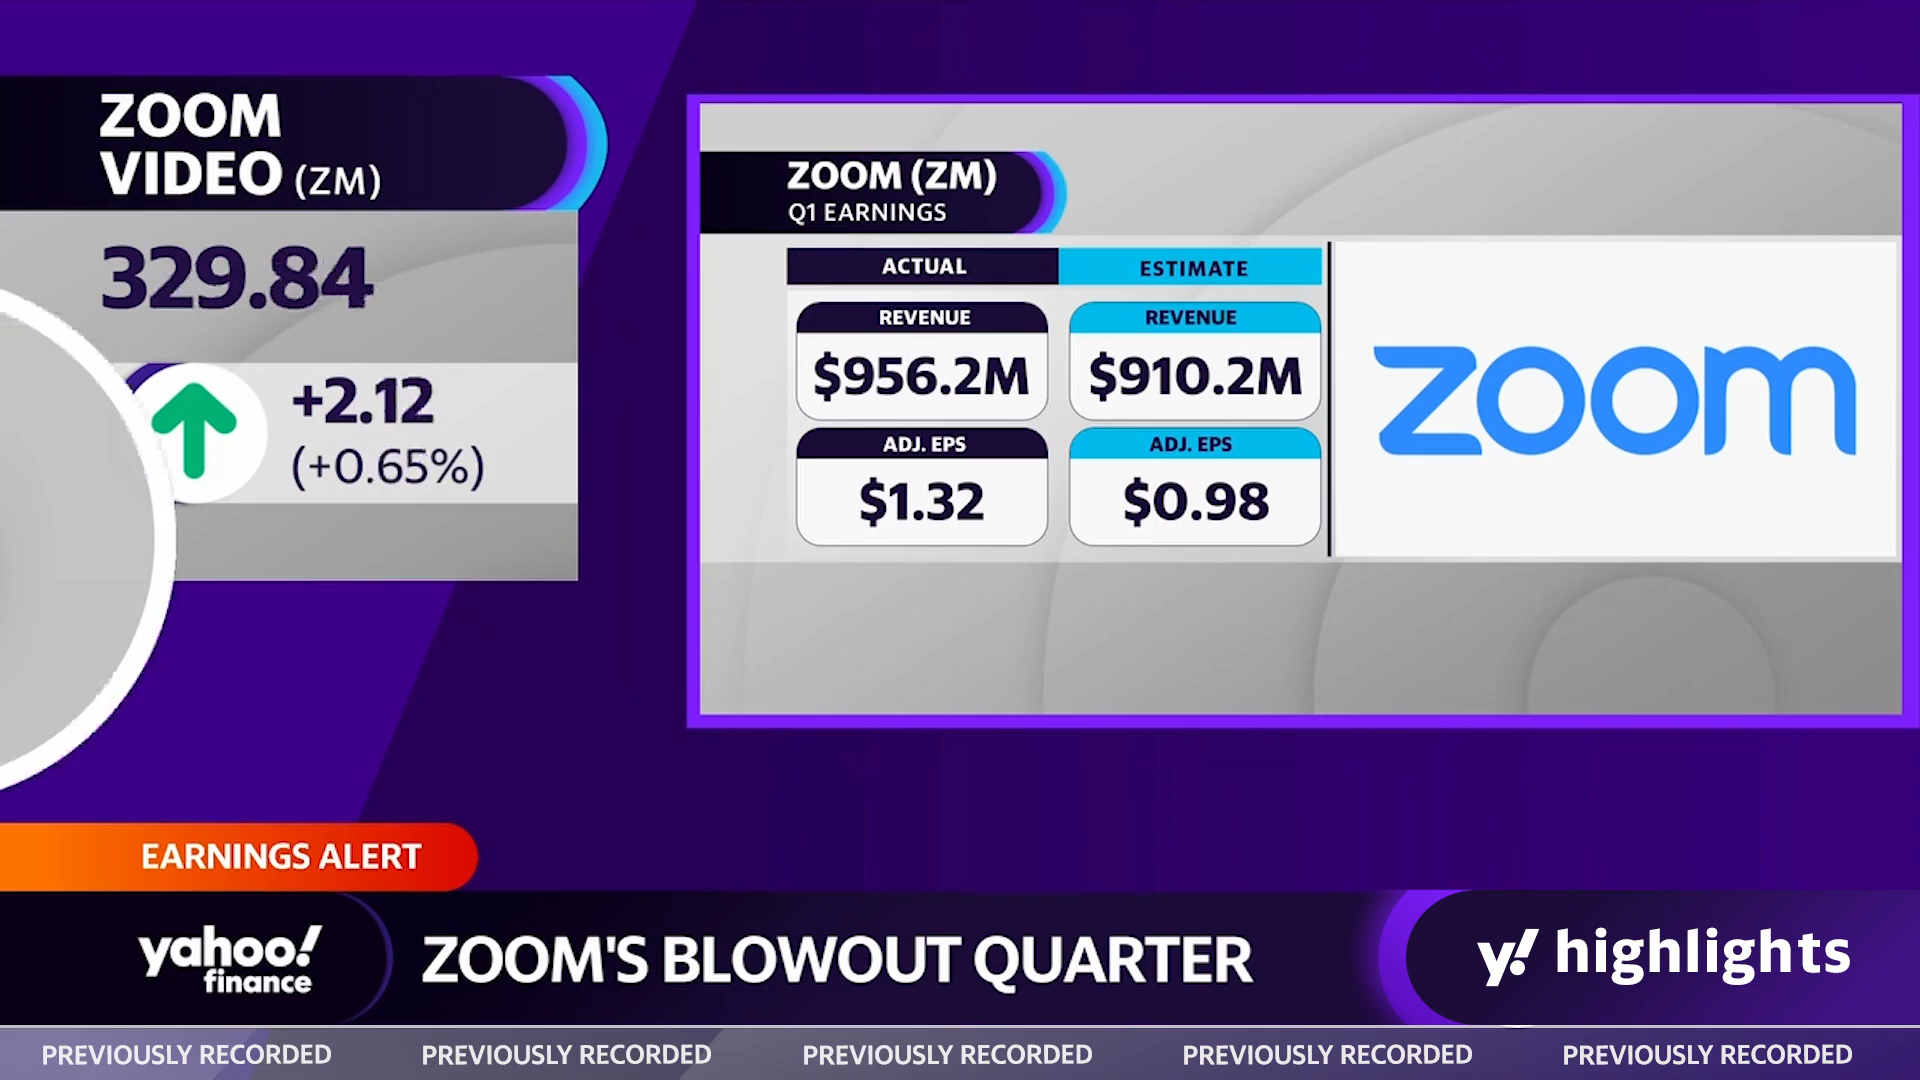 ZOOM
VIDEO (ZM)
329.84
+2.12
(+0.65%)
ZOOM (ZM)
Q1 EARNINGS
ACTUAL ESTIMATE
REVENUE REVENUE
$956.2M $910.2M
ADJ. EPS ADJ. EPS
$1.32 $0.98
zoom
EARNINGS ALERT
yahoo!
finance
ZOOM'S BLOWOUT QUARTER
y! highlights
PREVIOUSLY RECORDED PREVIOUSLY RECORDED PREVIOUSLY RECORDED PREVIOUSLY RECORDED PREVIOUSLY RECORDED